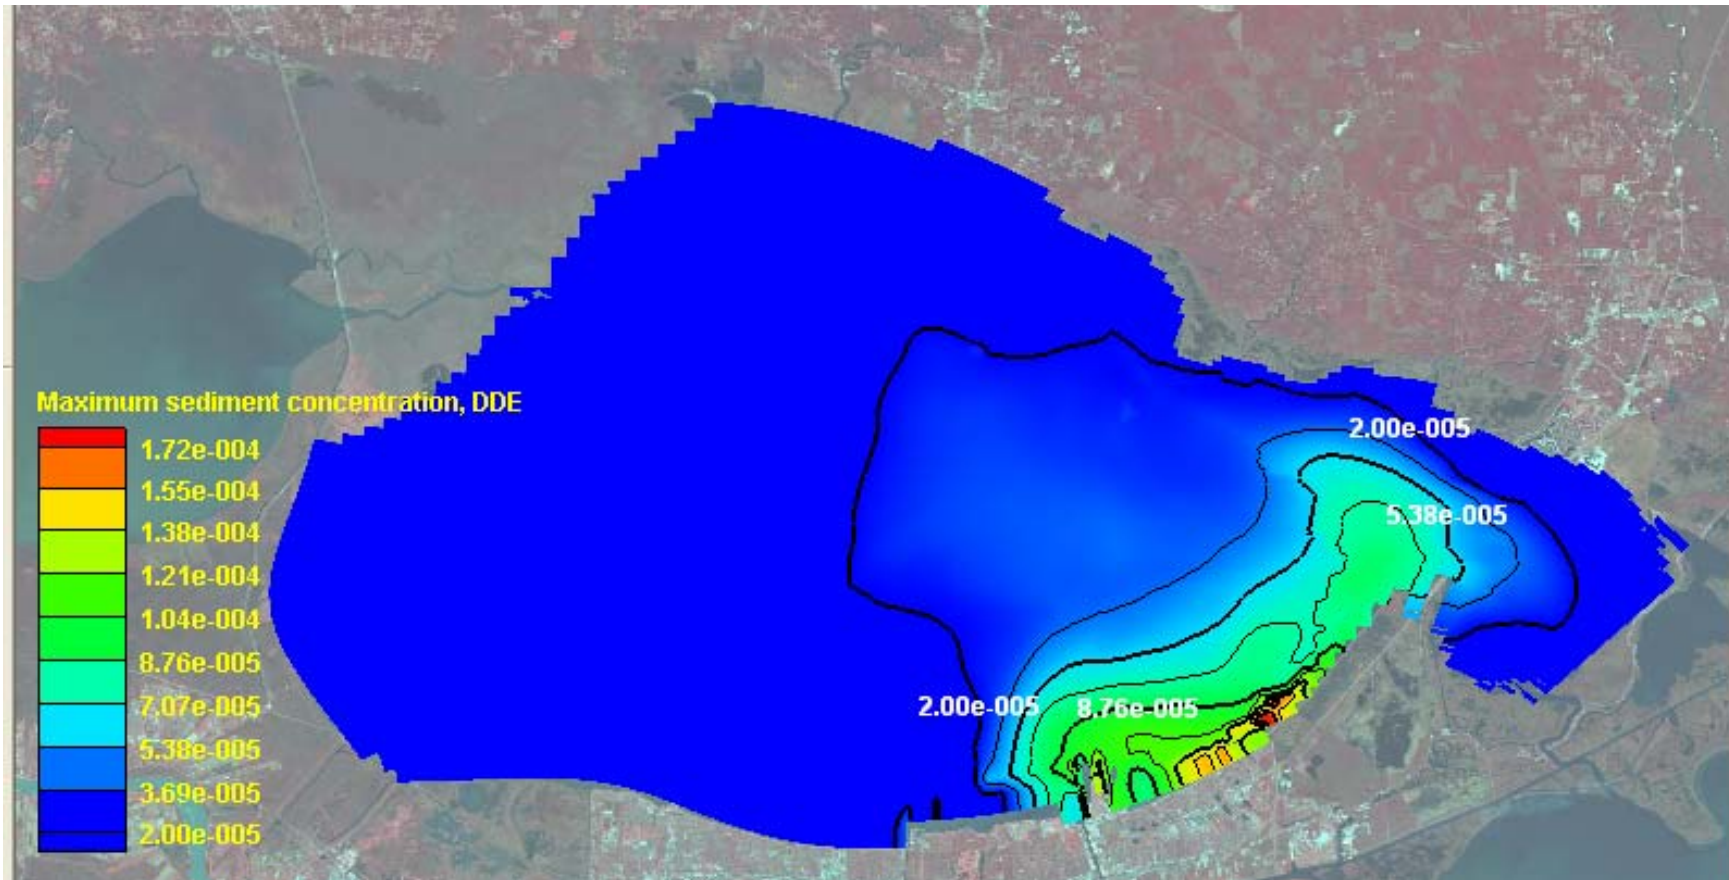 Maximum sediment concentration, DDE
1.72e-004
1.55e-004
1.38e-004
1.21e-004
1.04e-004
8.76e-005
7.07e-005
5.38e-005
3.69e-005
2.00e-005
2.00e-005
5.38e-005
2.00e-005
8.76e-005